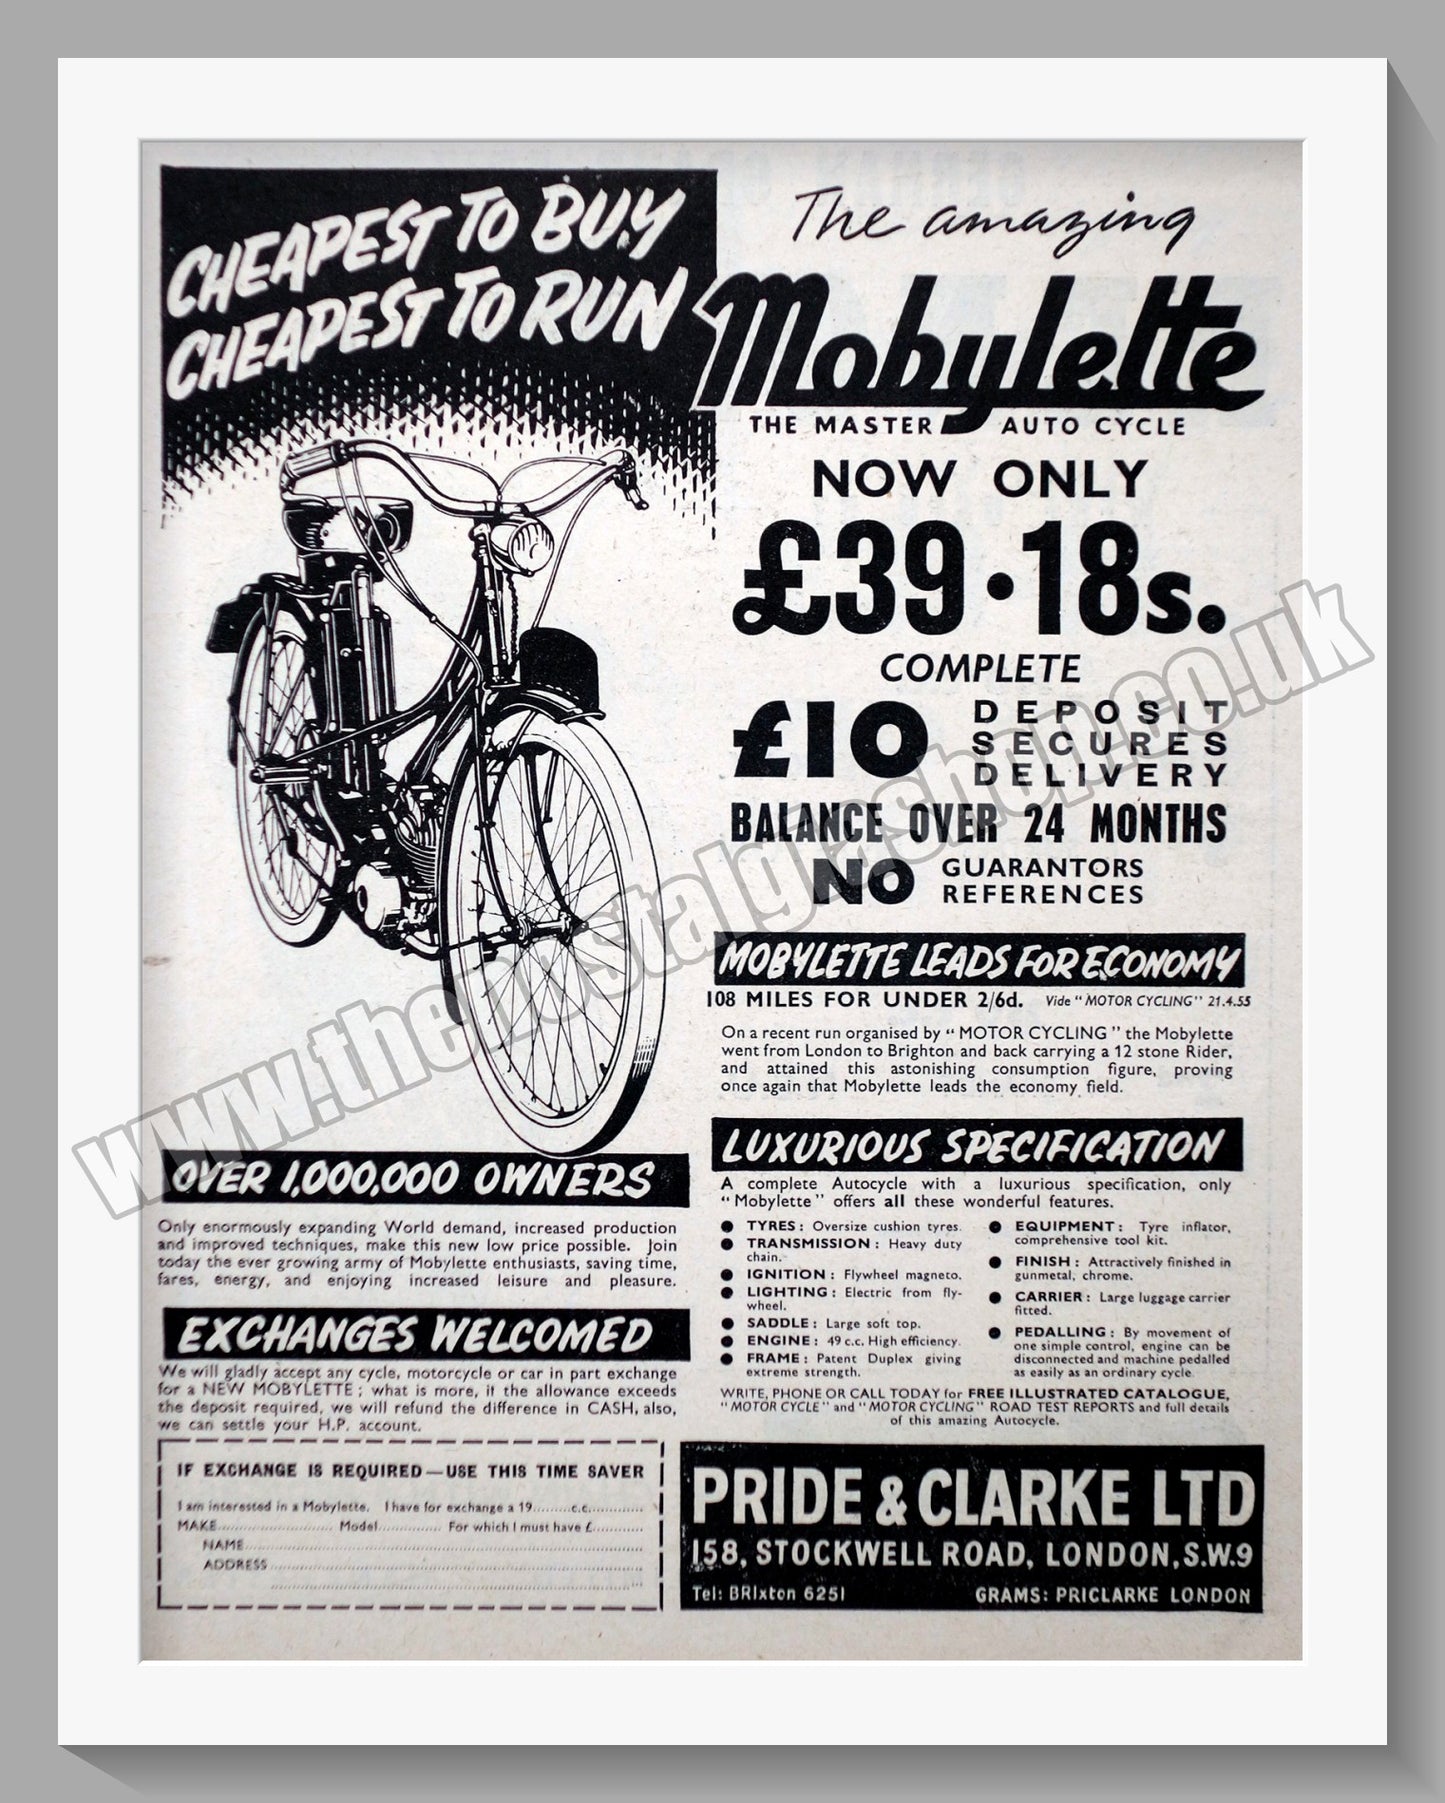 CHEAPEST TO BUY
CHEAPEST TO RUN
The amazing
Mobylette
THE MASTER AUTO CYCLE
NOW ONLY
£39·18s.
COMPLETE
£10 DEPOSIT
SECURES
DELIVERY
BALANCE OVER 24 MONTHS
NO GUARANTORS
REFERENCES
MOBYLETTE LEADS FOR ECONOMY
108 MILES FOR UNDER 2/6d. Vide "MOTOR CYCLING" 21.4.55
On a recent run organised by "MOTOR CYCLING" the Mobylette
went from London to Brighton and back carrying a 12 stone Rider,
and attained this astonishing consumption figure, proving
once again that Mobylette leads the economy field.
OVER 1,000,000 OWNERS
Only enormously expanding World demand, increased production
and improved techniques, make this new low price possible. Join
today the ever growing army of Mobylette enthusiasts, saving time,
fares, energy, and enjoying increased leisure and pleasure.
EXCHANGES WELCOMED
We will gladly accept any cycle, motorcycle or car in part exchange
for a NEW MOBYLETTE; what is more, if the allowance exceeds
the deposit required, we will refund the difference in CASH, also,
we can settle your H.P. account.
LUXURIOUS SPECIFICATION
A complete Autocycle with a luxurious specification, only
"Mobylette" offers all these wonderful features.
● TYRES: Oversize cushion tyres.
● TRANSMISSION: Heavy duty
chain.
● IGNITION: Flywheel magneto.
● LIGHTING: Electric from fly-
wheel.
● SADDLE: Large soft top.
● ENGINE: 49 c.c. High efficiency.
● FRAME: Patent Duplex giving
extreme strength.
● EQUIPMENT: Tyre inflator,
comprehensive tool kit.
● FINISH: Attractively finished in
gunmetal, chrome.
● CARRIER: Large luggage carrier
fitted.
● PEDALLING: By movement of
one simple control, engine can be
disconnected and machine pedalled
as easily as an ordinary cycle
WRITE, PHONE OR CALL TODAY for FREE ILLUSTRATED CATALOGUE,
"MOTOR CYCLE" and "MOTOR CYCLING" ROAD TEST REPORTS and full details
of this amazing Autocycle.
IF EXCHANGE IS REQUIRED—USE THIS TIME SAVER
I am interested in a Mobylette. I have for exchange a 19.........c.c.............
MAKE........................... Model............... For which I must have £............
NAME
ADDRESS
PRIDE & CLARKE LTD
158, STOCKWELL ROAD, LONDON, S.W.9
Tel: BRIxton 6251 GRAMS: PRICLARKE LONDON
www.thenostalgiashop.co.uk